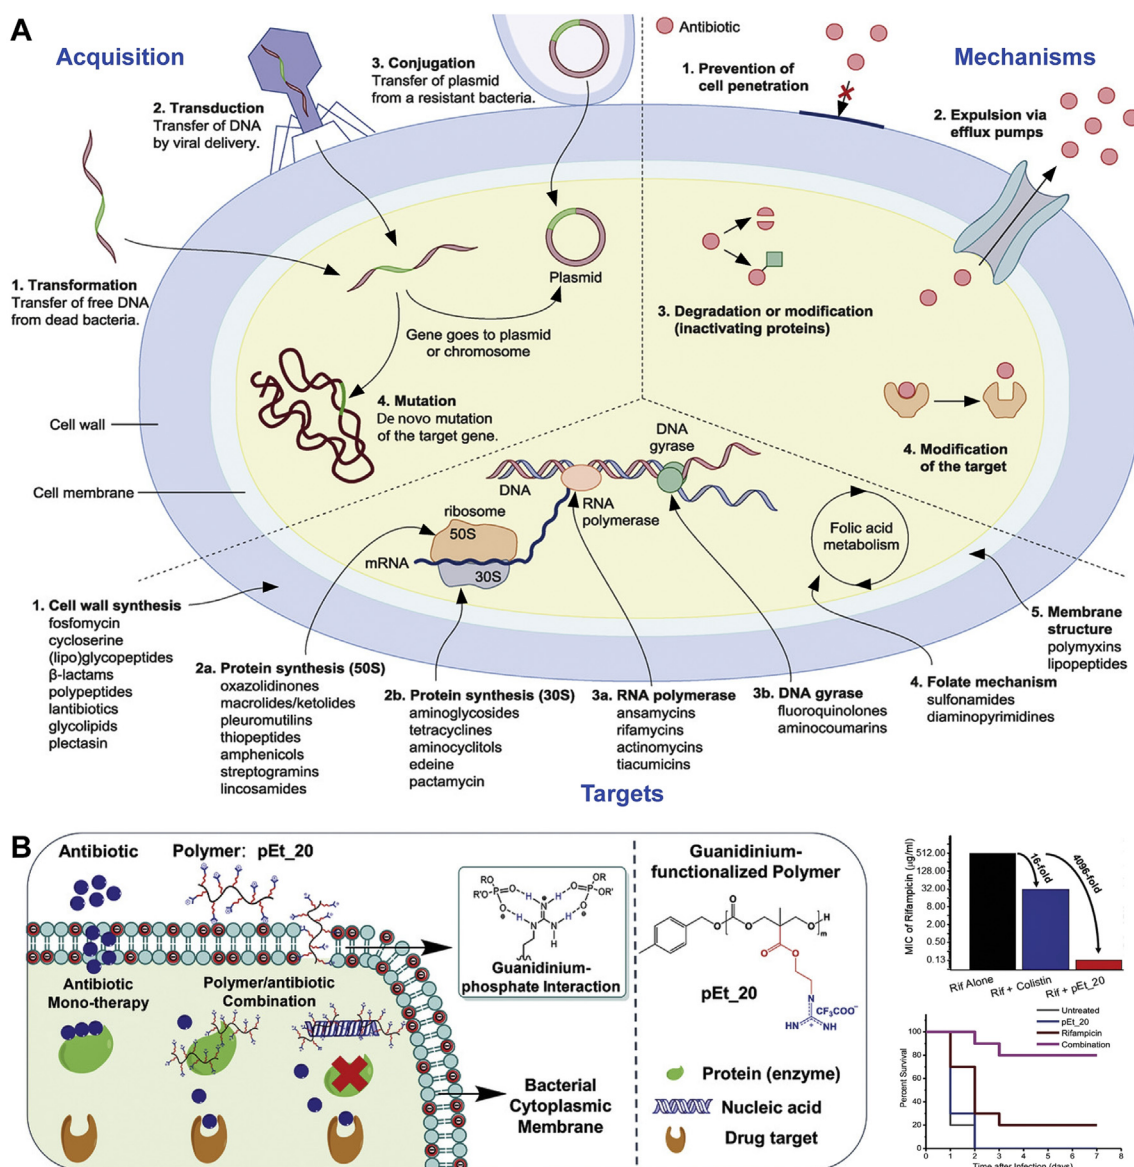 A
Acquisition
Mechanisms
Antibiotic
3. Conjugation
Transfer of plasmid
from a resistant bacteria.
1. Prevention of
cell penetration
2. Transduction
Transfer of DNA
by viral delivery.
2. Expulsion via
efflux pumps
1. Transformation
Transfer of free DNA
from dead bacteria.
Plasmid
3. Degradation or modification
(inactivating proteins)
Gene goes to plasmid
or chromosome
4. Mutation
De novo mutation
of the target gene.
4. Modification
of the target
Cell wall
Cell membrane
DNA
gyrase
DNA
RNA
polymerase
ribosome
50S
mRNA
30S
Folic acid
metabolism
1. Cell wall synthesis
fosfomycin
cycloserine
(lipo)glycopeptides
β-lactams
polypeptides
lantibiotics
glycolipids
plectasin
2a. Protein synthesis (50S)
oxazolidinones
macrolides/ketolides
pleuromutilins
thiopeptides
amphenicols
streptogramins
lincosamides
2b. Protein synthesis (30S)
aminoglycosides
tetracyclines
aminocyclitols
edeine
pactamycin
3a. RNA polymerase
ansamycins
rifamycins
actinomycins
tiacumicins
3b. DNA gyrase
fluoroquinolones
aminocoumarins
4. Folate mechanism
sulfonamides
diaminopyrimidines
5. Membrane
structure
polymyxins
lipopeptides
Targets
B
Antibiotic
Polymer: pEt_20
Antibiotic
Mono-therapy
Polymer/antibiotic
Combination
OR
RO
R'O
P
O
O
H
N
H
O
O
P
OR'
H
N
N
H
H
Guanidinium-
phosphate Interaction
Bacterial
Cytoplasmic
Membrane
Guanidinium-
functionalized Polymer
O
O
O
O
H
m
O
O
N
CF₃COO⁻
HN
NH
+
pEt_20
Protein (enzyme)
Nucleic acid
Drug target
MIC of Rifampicin (μg/ml)
512.00
128.00
32.00
8.00
2.00
0.50
0.13
16-fold
4096-fold
Rif Alone
Rif + Colistin
Rif + pEt_20
Untreated
pEt_20
Rifampicin
Combination
Percent Survival
100
80
60
40
20
0 1 2 3 4 5 6 7 8
Time after Infection (days)